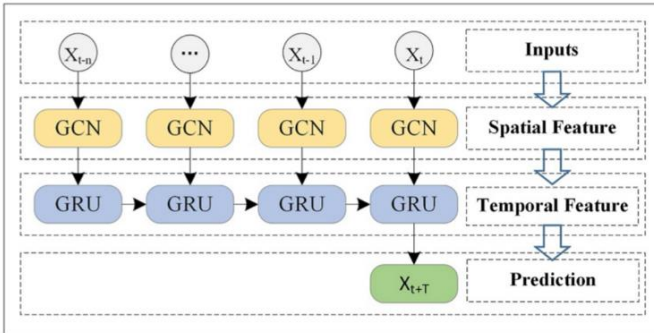 X_{t-n} ... X_{t-1} X_t Inputs
GCN GCN GCN GCN Spatial Feature
GRU GRU GRU GRU Temporal Feature
X_{t+T} Prediction